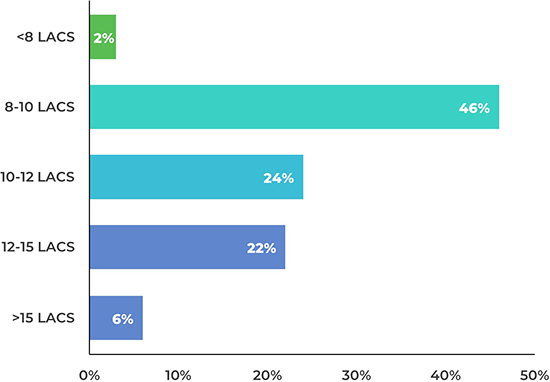 <8 LACS
2%
8-10 LACS
46%
10-12 LACS
24%
12-15 LACS
22%
>15 LACS
6%
0% 10% 20% 30% 40% 50%